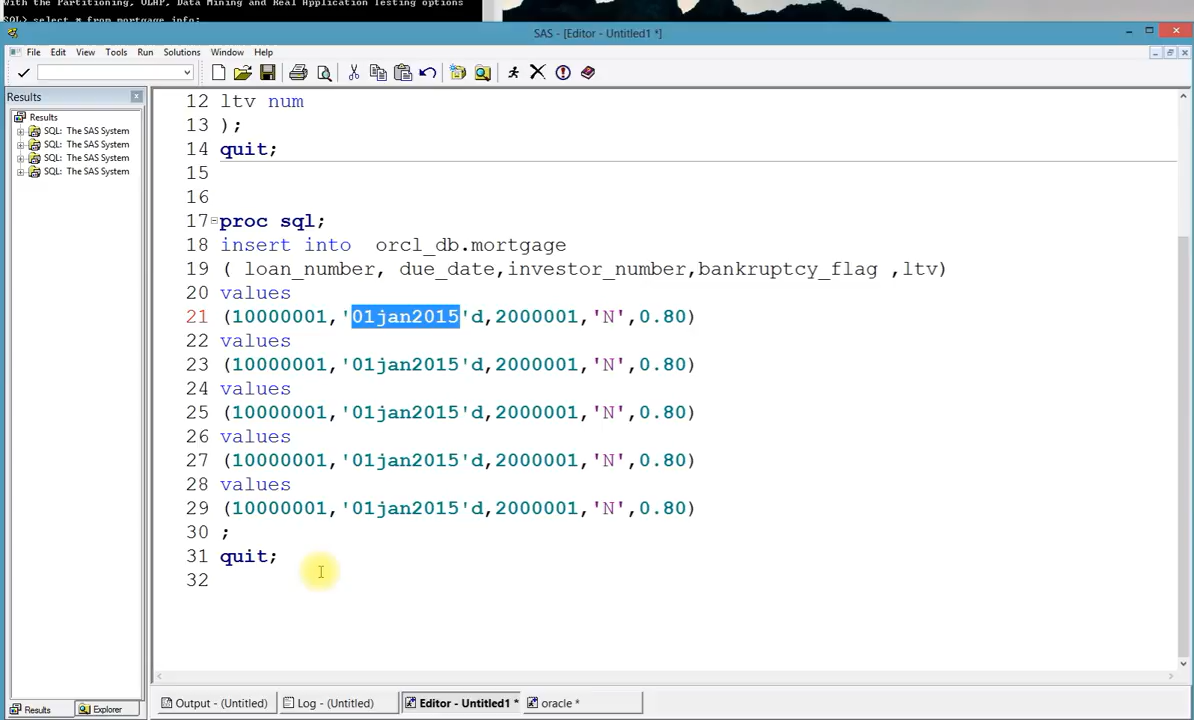 With the Partitioning, OLAP, Data Mining and Real Application Testing options
SQL> select * from mortgage_info;
SAS - [Editor - Untitled1 *]
File Edit View Tools Run Solutions Window Help
Results
Results
SQL: The SAS System
SQL: The SAS System
SQL: The SAS System
SQL: The SAS System
12 ltv num
13 );
14 quit;
15
16
17 proc sql;
18 insert into orcl_db.mortgage
19 ( loan_number, due_date,investor_number,bankruptcy_flag ,ltv)
20 values
21 (10000001,'01jan2015'd,2000001,'N',0.80)
22 values
23 (10000001,'01jan2015'd,2000001,'N',0.80)
24 values
25 (10000001,'01jan2015'd,2000001,'N',0.80)
26 values
27 (10000001,'01jan2015'd,2000001,'N',0.80)
28 values
29 (10000001,'01jan2015'd,2000001,'N',0.80)
30 ;
31 quit;
32
Results Explorer
Output - (Untitled) Log - (Untitled) Editor - Untitled1 * oracle *